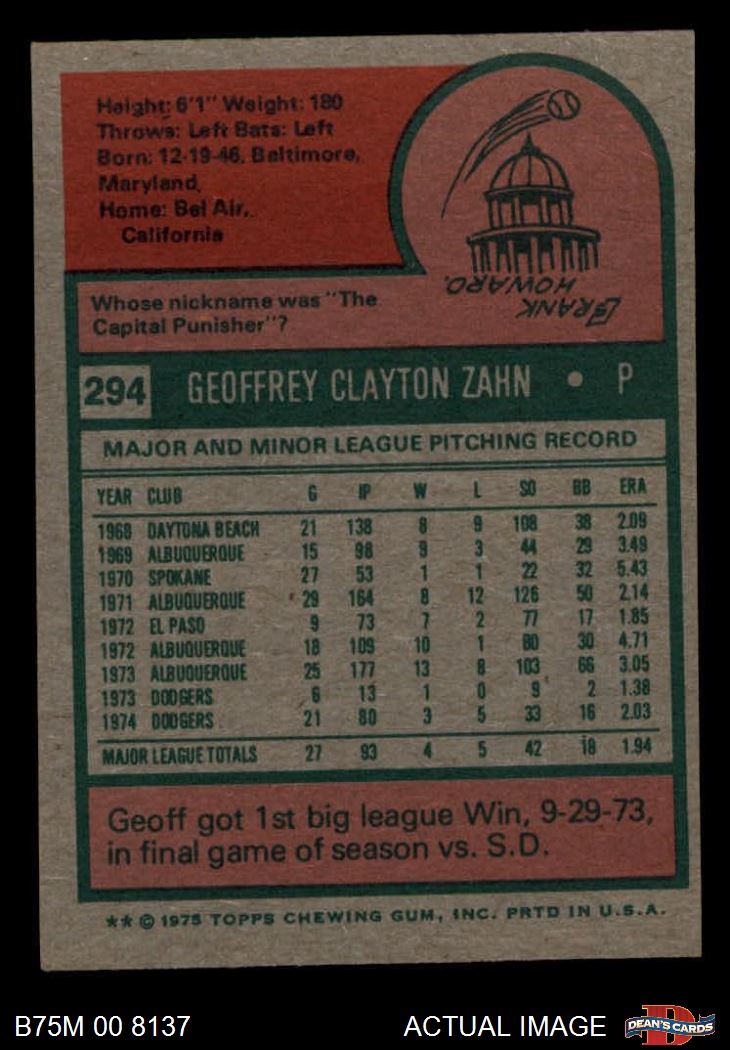 Height: 6'1" Weight: 180
Throws: Left Bats: Left
Born: 12-19-46, Baltimore,
Maryland,
Home: Bel Air,
California
FRANK
HOWARD.
Whose nickname was "The
Capital Punisher"?
294 GEOFFREY CLAYTON ZAHN • P
MAJOR AND MINOR LEAGUE PITCHING RECORD
YEAR CLUB G IP W L SO BB ERA
1968 DAYTONA BEACH 21 138 8 9 108 38 2.09
1969 ALBUQUERQUE 15 98 9 3 44 29 3.49
1970 SPOKANE 27 53 1 1 22 32 5.43
1971 ALBUQUERQUE 29 164 8 12 126 50 2.14
1972 EL PASO 9 73 7 2 77 17 1.85
1972 ALBUQUERQUE 18 109 10 1 80 30 4.71
1973 ALBUQUERQUE 25 177 13 8 103 66 3.05
1973 DODGERS 6 13 1 0 9 2 1.38
1974 DODGERS 21 80 3 5 33 16 2.03
MAJOR LEAGUE TOTALS 27 93 4 5 42 18 1.94
Geoff got 1st big league Win, 9-29-73,
in final game of season vs. S.D.
** © 1975 TOPPS CHEWING GUM, INC. PRTD IN U.S.A.
B75M 00 8137 ACTUAL IMAGE
D
DEAN'S CARDS